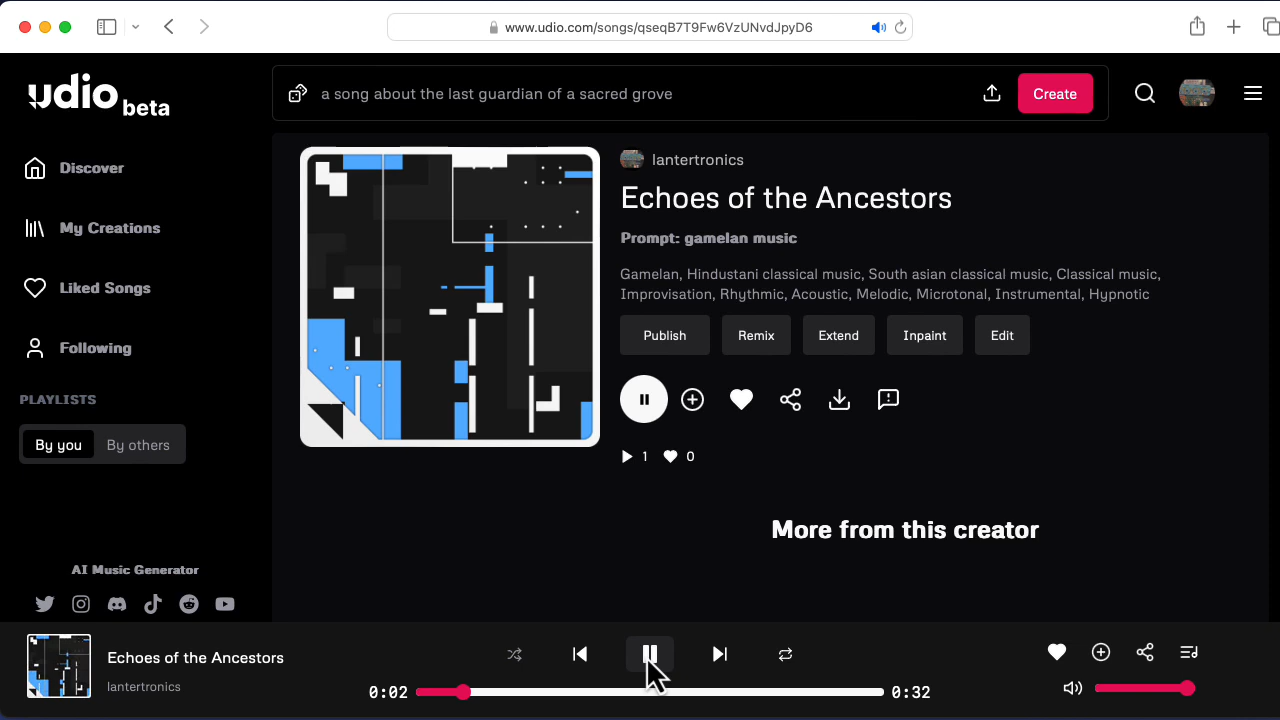 www.udio.com/songs/qseqB7T9Fw6VzUNvdJpyD6
udio beta
a song about the last guardian of a sacred grove
Create
Discover
My Creations
Liked Songs
Following
PLAYLISTS
By you
By others
AI Music Generator
lantertronics
Echoes of the Ancestors
Prompt: gamelan music
Gamelan, Hindustani classical music, South asian classical music, Classical music,
Improvisation, Rhythmic, Acoustic, Melodic, Microtonal, Instrumental, Hypnotic
Publish
Remix
Extend
Inpaint
Edit
1
0
More from this creator
Echoes of the Ancestors
lantertronics
0:02
0:32